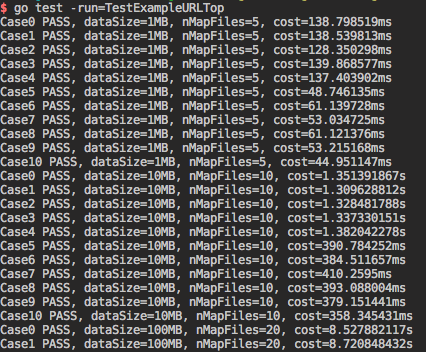 $ go test -run=TestExampleURLTop
Case0 PASS, dataSize=1MB, nMapFiles=5, cost=138.798519ms
Case1 PASS, dataSize=1MB, nMapFiles=5, cost=138.539813ms
Case2 PASS, dataSize=1MB, nMapFiles=5, cost=128.350298ms
Case3 PASS, dataSize=1MB, nMapFiles=5, cost=139.868577ms
Case4 PASS, dataSize=1MB, nMapFiles=5, cost=137.403902ms
Case5 PASS, dataSize=1MB, nMapFiles=5, cost=48.746135ms
Case6 PASS, dataSize=1MB, nMapFiles=5, cost=61.139728ms
Case7 PASS, dataSize=1MB, nMapFiles=5, cost=53.034725ms
Case8 PASS, dataSize=1MB, nMapFiles=5, cost=61.121376ms
Case9 PASS, dataSize=1MB, nMapFiles=5, cost=53.215168ms
Case10 PASS, dataSize=1MB, nMapFiles=5, cost=44.951147ms
Case0 PASS, dataSize=10MB, nMapFiles=10, cost=1.351391867s
Case1 PASS, dataSize=10MB, nMapFiles=10, cost=1.309628812s
Case2 PASS, dataSize=10MB, nMapFiles=10, cost=1.328481788s
Case3 PASS, dataSize=10MB, nMapFiles=10, cost=1.337330151s
Case4 PASS, dataSize=10MB, nMapFiles=10, cost=1.382042278s
Case5 PASS, dataSize=10MB, nMapFiles=10, cost=390.784252ms
Case6 PASS, dataSize=10MB, nMapFiles=10, cost=384.511657ms
Case7 PASS, dataSize=10MB, nMapFiles=10, cost=410.2595ms
Case8 PASS, dataSize=10MB, nMapFiles=10, cost=393.088004ms
Case9 PASS, dataSize=10MB, nMapFiles=10, cost=379.151441ms
Case10 PASS, dataSize=10MB, nMapFiles=10, cost=358.345431ms
Case0 PASS, dataSize=100MB, nMapFiles=20, cost=8.527882117s
Case1 PASS, dataSize=100MB, nMapFiles=20, cost=8.720848432s